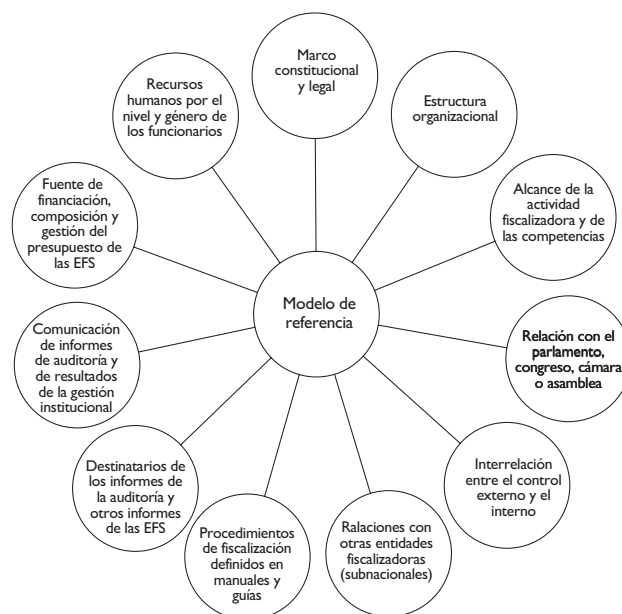 Marco
constitucional
y legal
Estructura
organizacional
Alcance de la
actividad
fiscalizadora y de
las competencias
Relación con el
parlamento,
congreso, cámara
o asamblea
Interrelación
entre el control
externo y el
interno
Ralaciones con
otras entidades
fiscalizadoras
(subnacionales)
Procedimientos
de fiscalización
definidos en
manuales y
guías
Destinatarios de
los informes de
la auditoría y
otros informes
de las EFS
Comunicación
de informes
de auditoría y
de resultados
de la gestión
institucional
Fuente de
financiación,
composición y
gestión del
presupuesto de
las EFS
Recursos
humanos por el
nivel y género de
los funcionarios
Modelo de
referencia